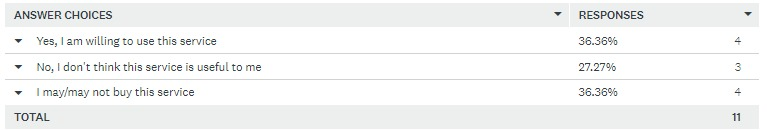 ANSWER CHOICES RESPONSES
Yes, I am willing to use this service 36.36% 4
No, I don't think this service is useful to me 27.27% 3
I may/may not buy this service 36.36% 4
TOTAL 11